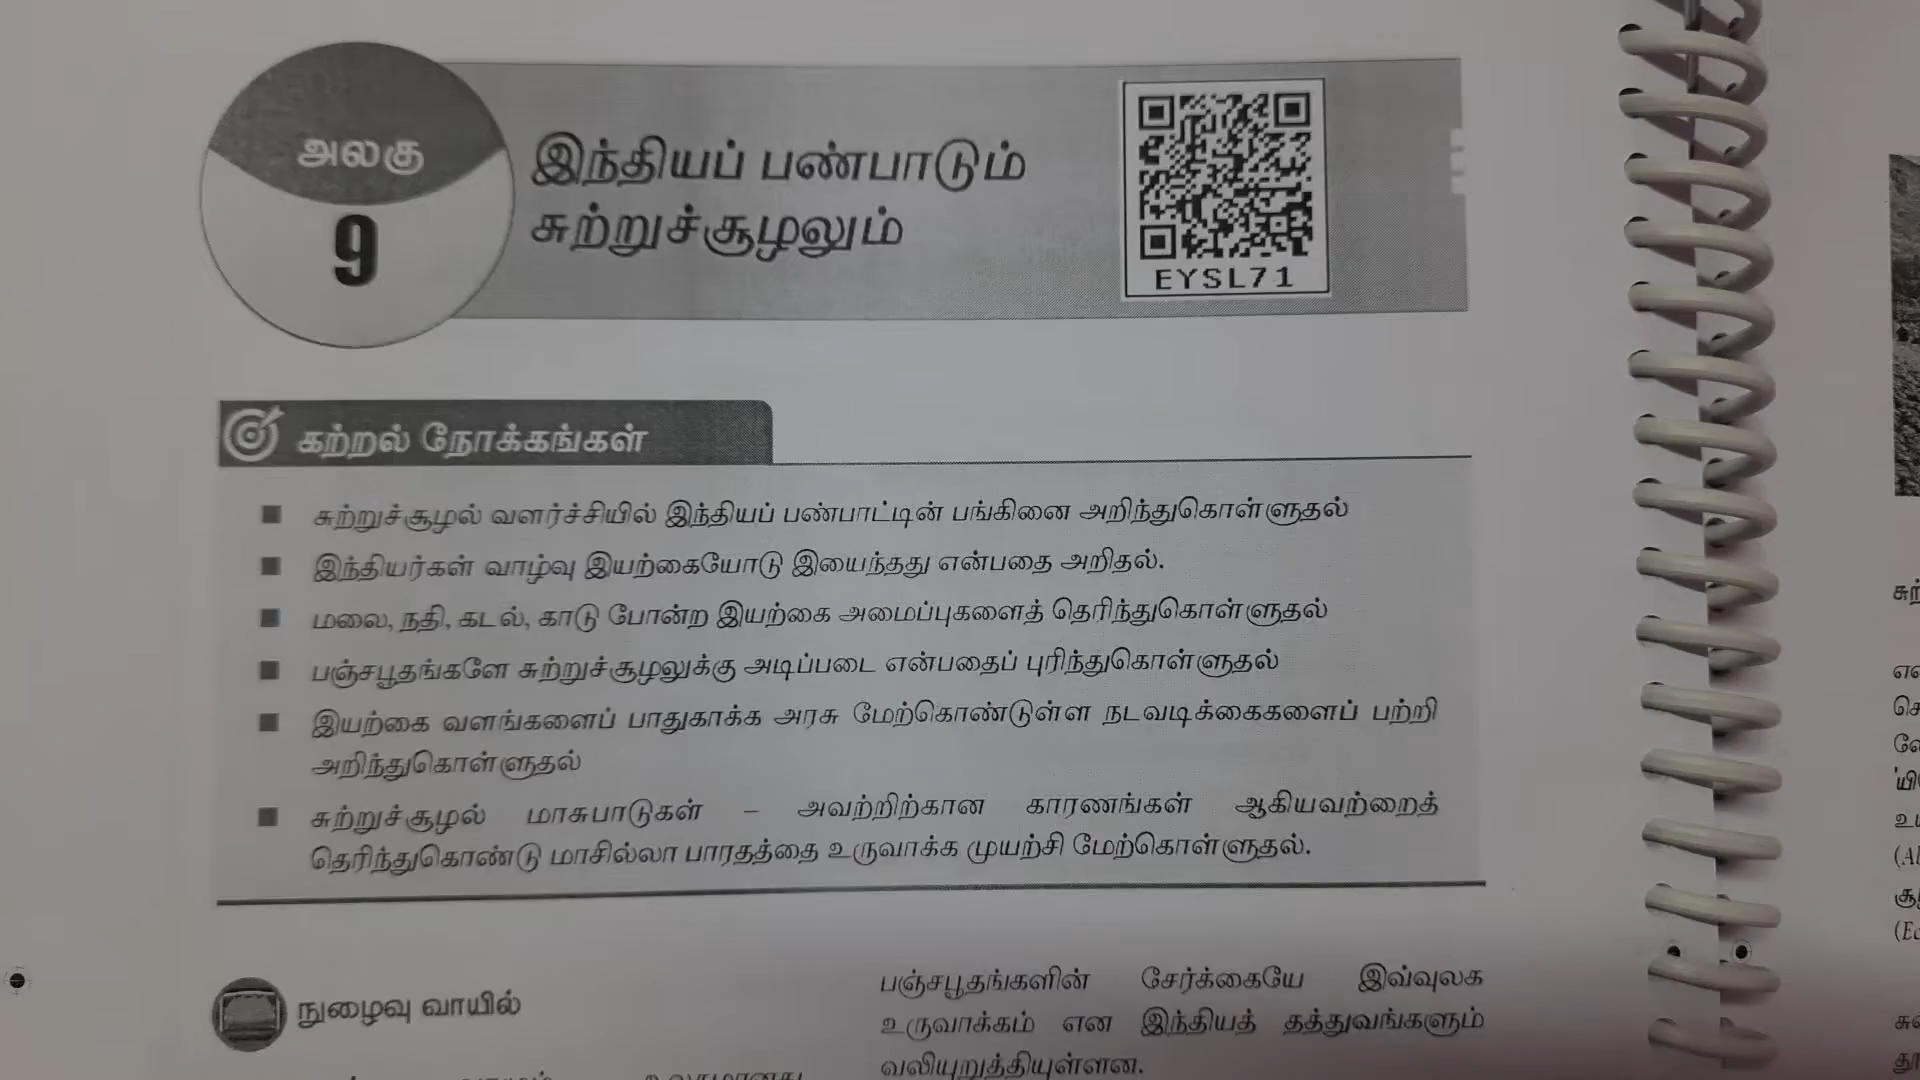 அலகு
9
இந்தியப் பண்பாடும்
சுற்றுச்சூழலும்
EYSL71
கற்றல் நோக்கங்கள்
சுற்றுச்சூழல் வளர்ச்சியில் இந்தியப் பண்பாட்டின் பங்கினை அறிந்துகொள்ளுதல்
இந்தியர்கள் வாழ்வு இயற்கையோடு இயைந்தது என்பதை அறிதல்.
மலை, நதி, கடல், காடு போன்ற இயற்கை அமைப்புகளைத் தெரிந்துகொள்ளுதல்
பஞ்சபூதங்களே சுற்றுச்சூழலுக்கு அடிப்படை என்பதைப் புரிந்துகொள்ளுதல்
இயற்கை வளங்களைப் பாதுகாக்க அரசு மேற்கொண்டுள்ள நடவடிக்கைகளைப் பற்றி
அறிந்துகொள்ளுதல்
சுற்றுச்சூழல் மாசுபாடுகள் – அவற்றிற்கான காரணங்கள் ஆகியவற்றைத்
தெரிந்துகொண்டு மாசில்லா பாரதத்தை உருவாக்க முயற்சி மேற்கொள்ளுதல்.
நுழைவு வாயில்
பஞ்சபூதங்களின் சேர்க்கையே இவ்வுலக
உருவாக்கம் என இந்தியத் தத்துவங்களும்
வலியுறுத்தியுள்ளன.